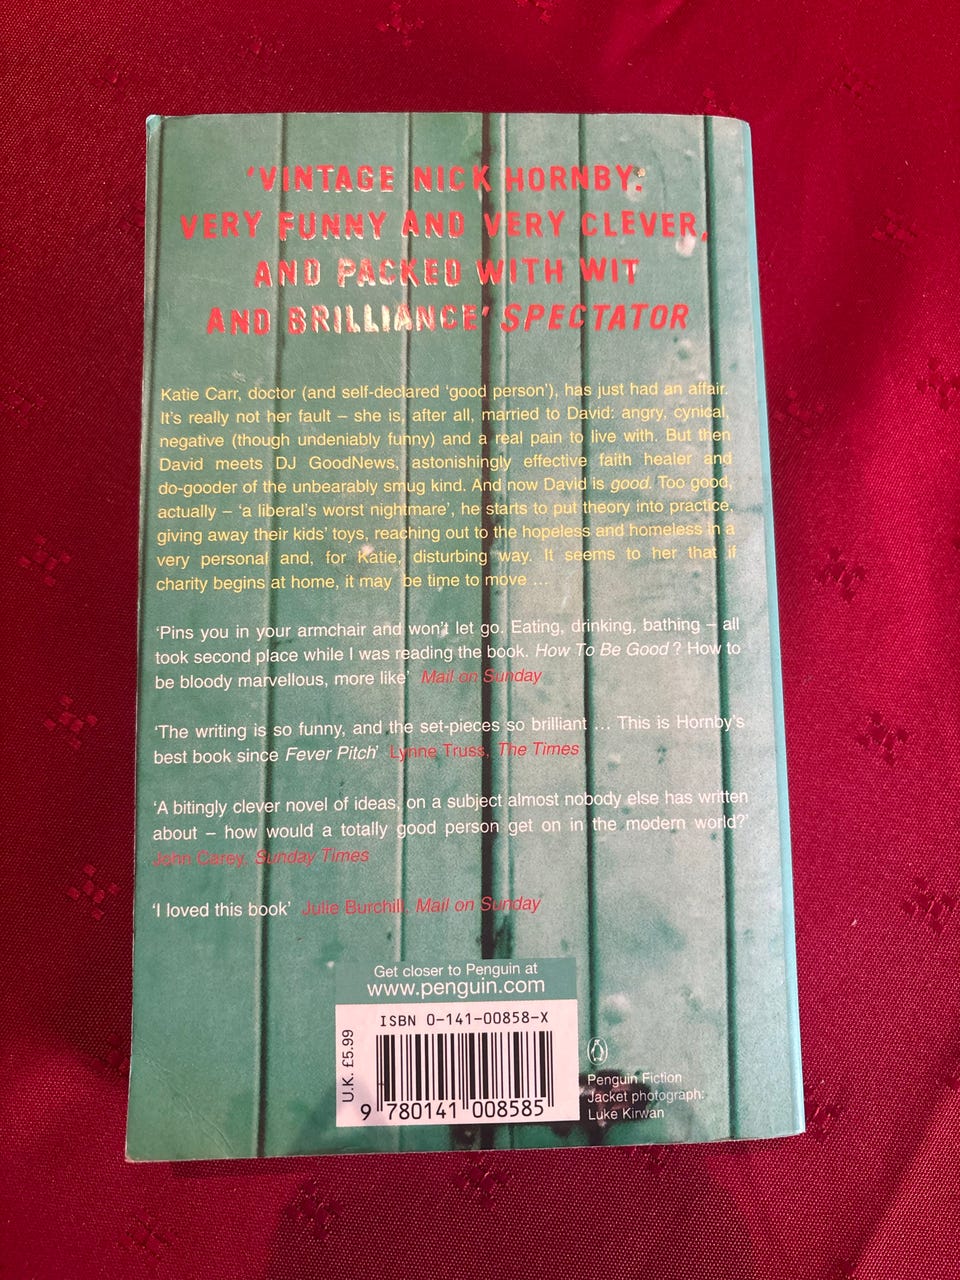 'VINTAGE NICK HORNBY.
VERY FUNNY AND VERY CLEVER,
AND PACKED WITH WIT
AND BRILLIANCE' SPECTATOR
Katie Carr, doctor (and self-declared 'good person'), has just had an affair.
It's really not her fault – she is, after all, married to David: angry, cynical,
negative (though undeniably funny) and a real pain to live with. But then
David meets DJ GoodNews, astonishingly effective faith healer and
do-gooder of the unbearably smug kind. And now David is good. Too good,
actually – 'a liberal's worst nightmare', he starts to put theory into practice,
giving away their kids' toys, reaching out to the hopeless and homeless in a
very personal and, for Katie, disturbing way. It seems to her that if
charity begins at home, it may be time to move ...
'Pins you in your armchair and won't let go. Eating, drinking, bathing – all
took second place while I was reading the book. How To Be Good? How to
be bloody marvellous, more like' Mail on Sunday
'The writing is so funny, and the set-pieces so brilliant ... This is Hornby's
best book since Fever Pitch' Lynne Truss, The Times
'A bitingly clever novel of ideas, on a subject almost nobody else has written
about – how would a totally good person get on in the modern world?'
John Carey, Sunday Times
'I loved this book' Julie Burchill, Mail on Sunday
Get closer to Penguin at
www.penguin.com
ISBN 0-141-00858-X
U.K. £5.99
9 780141 008585
Penguin Fiction
Jacket photograph:
Luke Kirwan